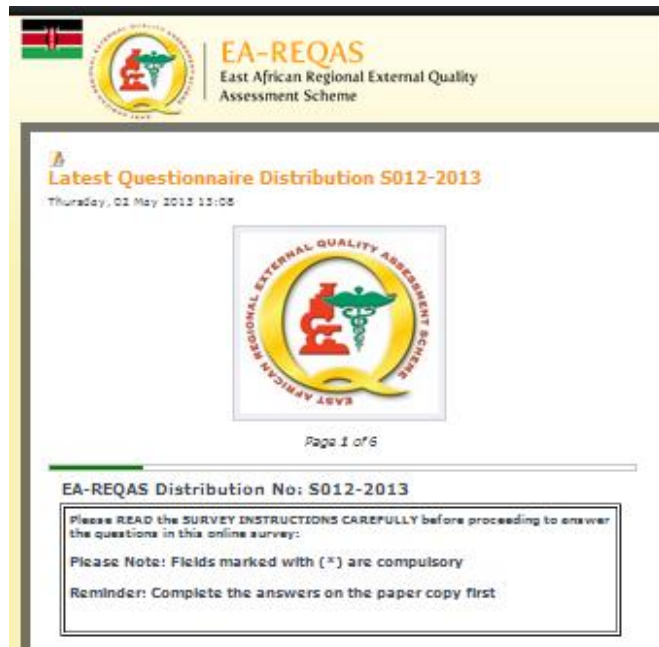 EA-REQAS
East African Regional External Quality
Assessment Scheme
Latest Questionnaire Distribution S012-2013
Thursday, 02 May 2013 13:08
EAST AFRICAN REGIONAL EXTERNAL QUALITY ASSESSMENT SCHEME
Page 1 of 6
EA-REQAS Distribution No: S012-2013
Please READ the SURVEY INSTRUCTIONS CAREFULLY before proceeding to answer
the questions in this online survey:
Please Note: Fields marked with (*) are compulsory
Reminder: Complete the answers on the paper copy first